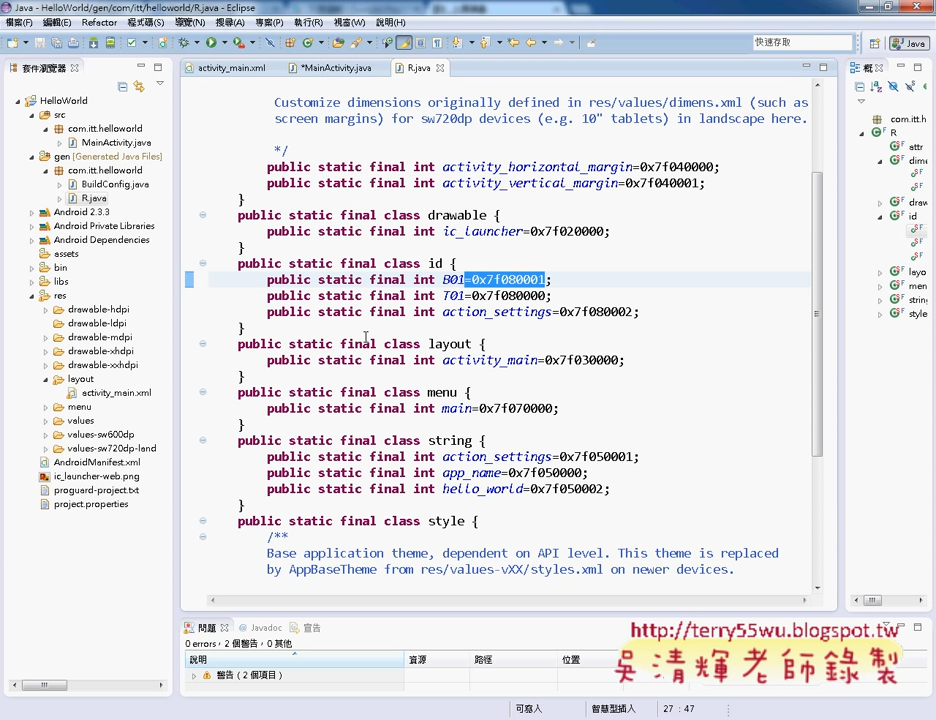 Java - HelloWorld/gen/com/itt/helloworld/R.java - Eclipse
檔案(F) 編輯(E) Refactor 程式碼(S) 導覽(N) 搜尋(A) 專案(P) 執行(R) 視窗(W) 說明(H)
快速存取
Java
套件瀏覽器
HelloWorld
src
com.itt.helloworld
MainActivity.java
gen [Generated Java Files]
com.itt.helloworld
BuildConfig.java
R.java
Android 2.3.3
Android Private Libraries
Android Dependencies
assets
bin
libs
res
drawable-hdpi
drawable-ldpi
drawable-mdpi
drawable-xhdpi
drawable-xxhdpi
layout
activity_main.xml
menu
values
values-sw600dp
values-sw720dp-land
AndroidManifest.xml
ic_launcher-web.png
proguard-project.txt
project.properties
activity_main.xml
*MainActivity.java
R.java
Customize dimensions originally defined in res/values/dimens.xml (such as
screen margins) for sw720dp devices (e.g. 10" tablets) in landscape here.
*/
public static final int activity_horizontal_margin=0x7f040000;
public static final int activity_vertical_margin=0x7f040001;
}
public static final class drawable {
public static final int ic_launcher=0x7f020000;
}
public static final class id {
public static final int B01=0x7f080001;
public static final int T01=0x7f080000;
public static final int action_settings=0x7f080002;
}
public static final class layout {
public static final int activity_main=0x7f030000;
}
public static final class menu {
public static final int main=0x7f070000;
}
public static final class string {
public static final int action_settings=0x7f050001;
public static final int app_name=0x7f050000;
public static final int hello_world=0x7f050002;
}
public static final class style {
/**
Base application theme, dependent on API level. This theme is replaced
by AppBaseTheme from res/values-vXX/styles.xml on newer devices.
概
com.itt.h
R
attr
dime
draw
id
layo
men
strin
style
問題
@ Javadoc
宣告
0 errors，2 個警告，0 其他
說明
資源
路徑
位置
警告 (2 個項目)
http://terry55wu.blogspot.tw
吳清輝老師錄製
可寫入
智慧型插入
27 : 47